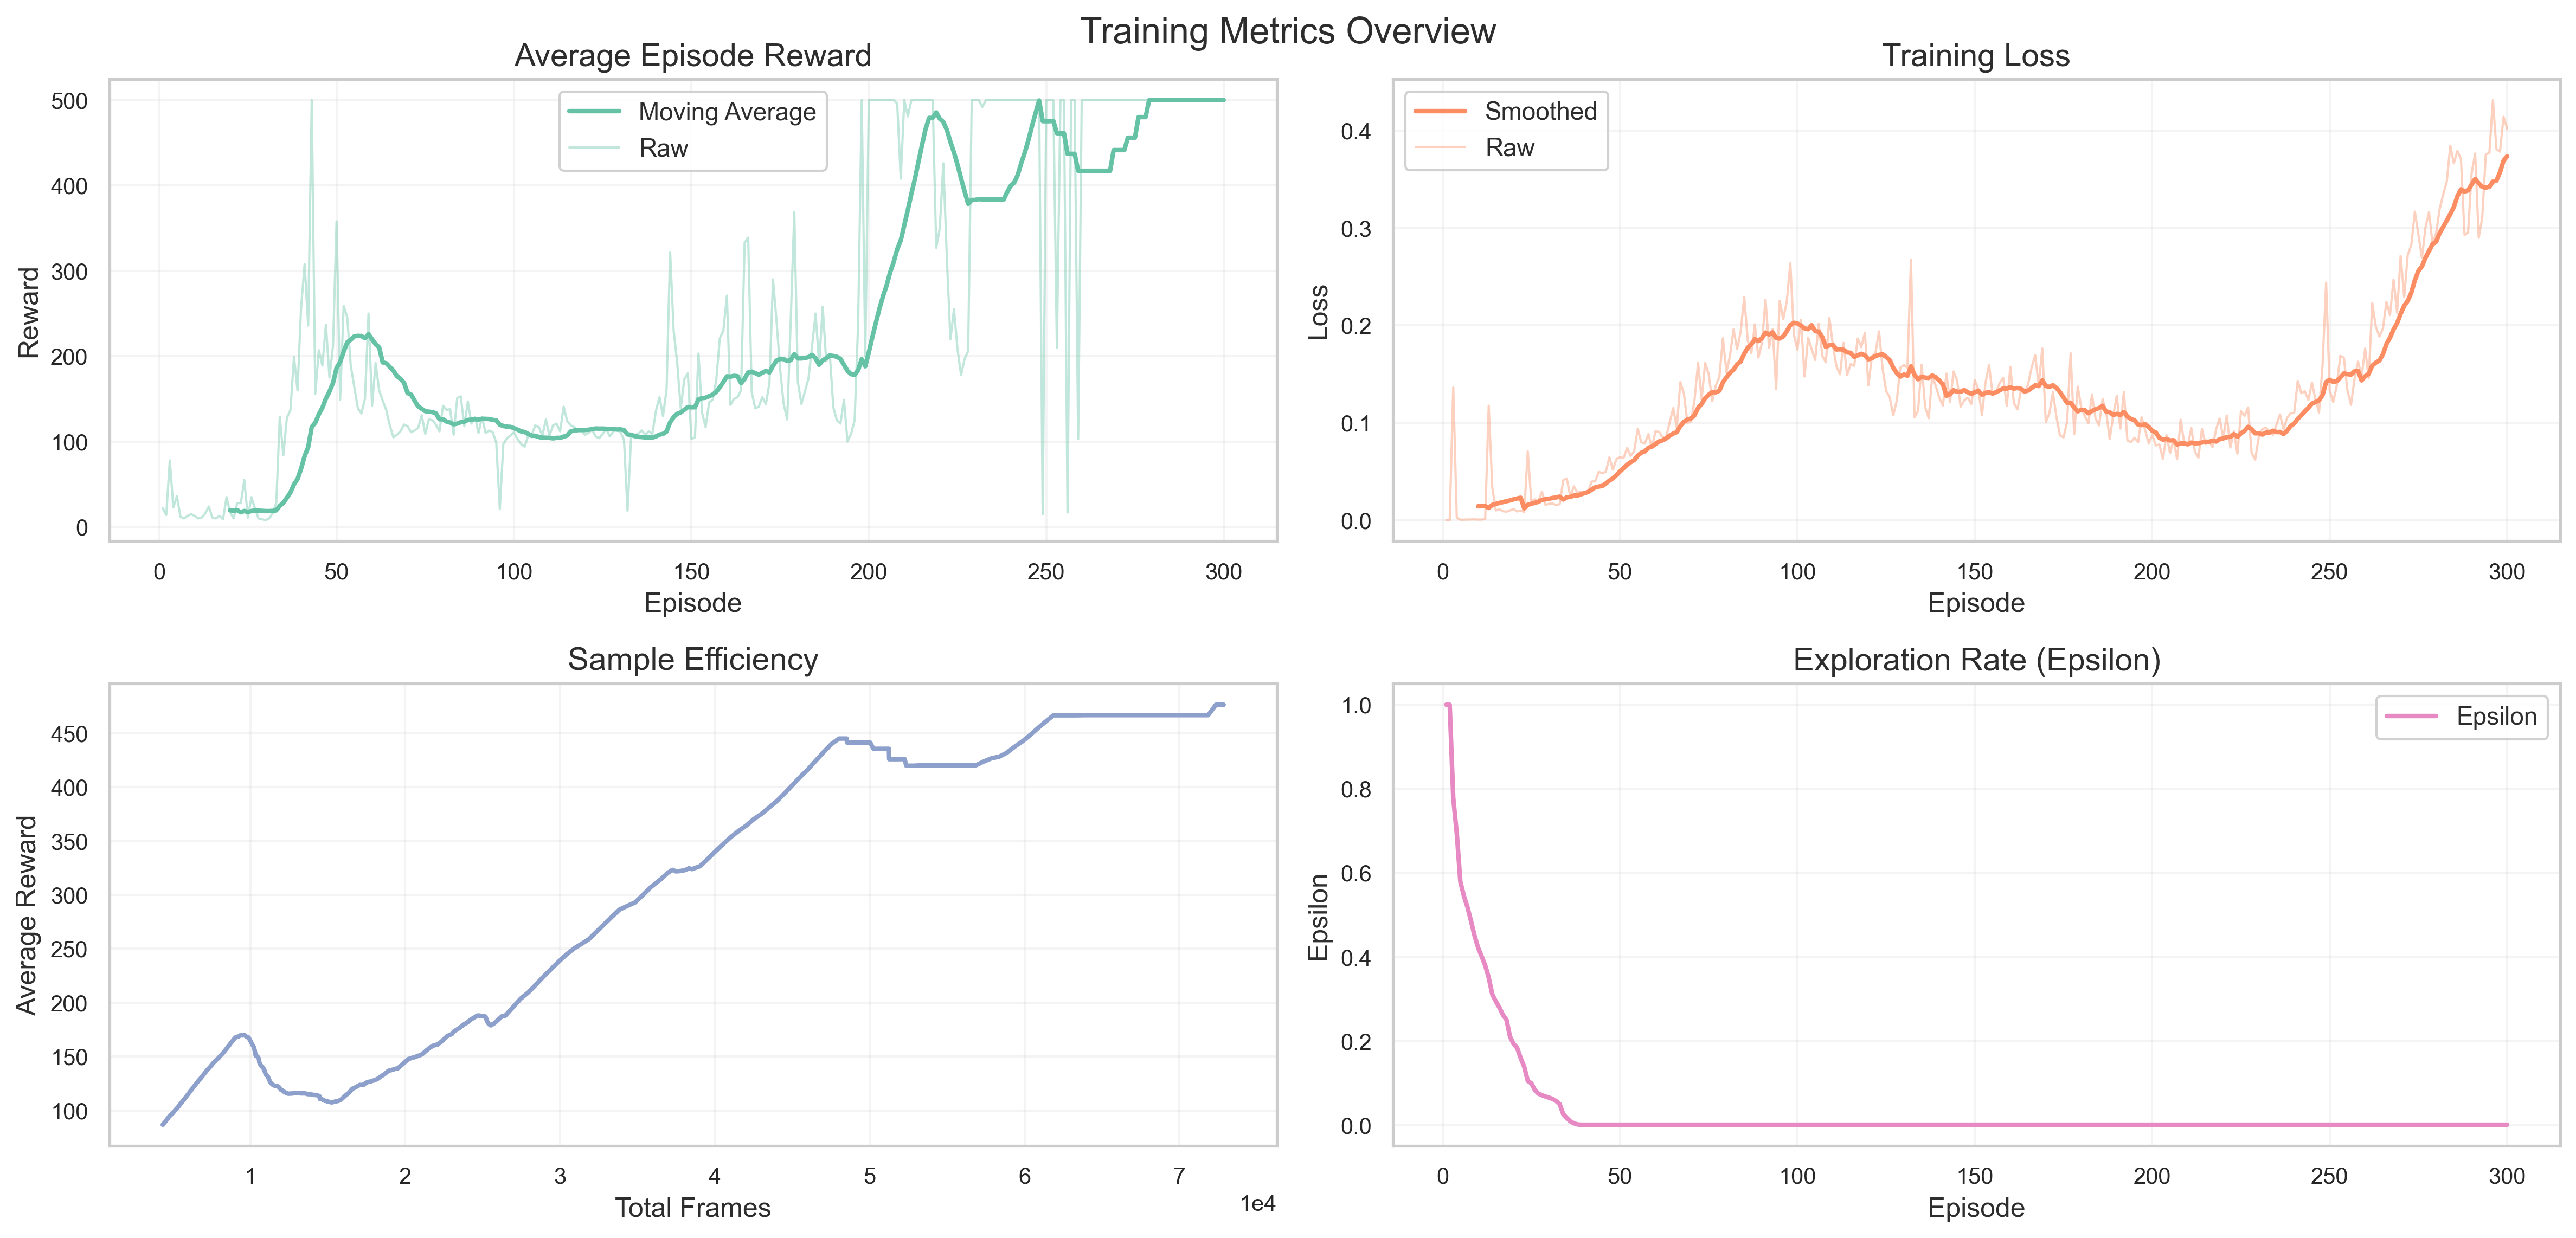 Training Metrics Overview
Average Episode Reward
Reward
500
400
300
200
100
0
Moving Average
Raw
0 50 100 150 200 250 300
Episode
Training Loss
Loss
0.4
0.3
0.2
0.1
0.0
Smoothed
Raw
0 50 100 150 200 250 300
Episode
Sample Efficiency
Average Reward
450
400
350
300
250
200
150
100
1 2 3 4 5 6 7
1e4
Total Frames
Exploration Rate (Epsilon)
Epsilon
1.0
0.8
0.6
0.4
0.2
0.0
Epsilon
0 50 100 150 200 250 300
Episode